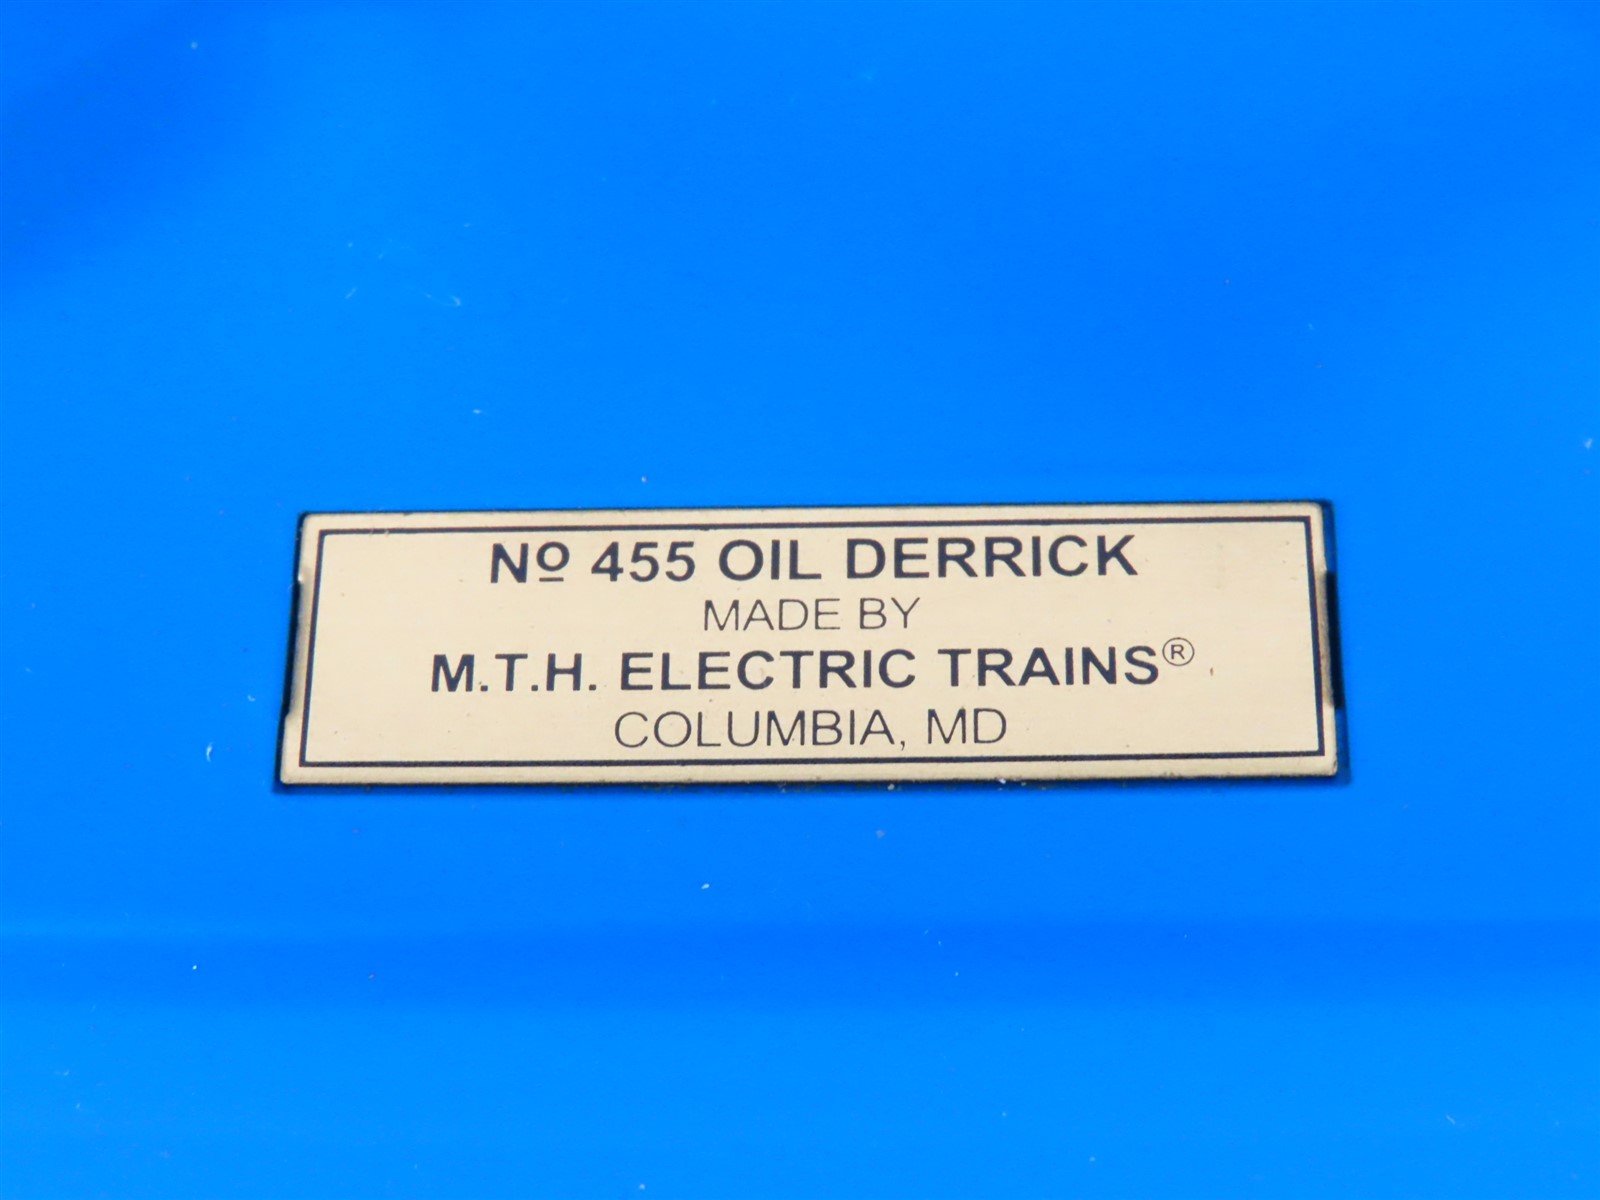 Nº 455 OIL DERRICK
MADE BY
M.T.H. ELECTRIC TRAINS®
COLUMBIA, MD